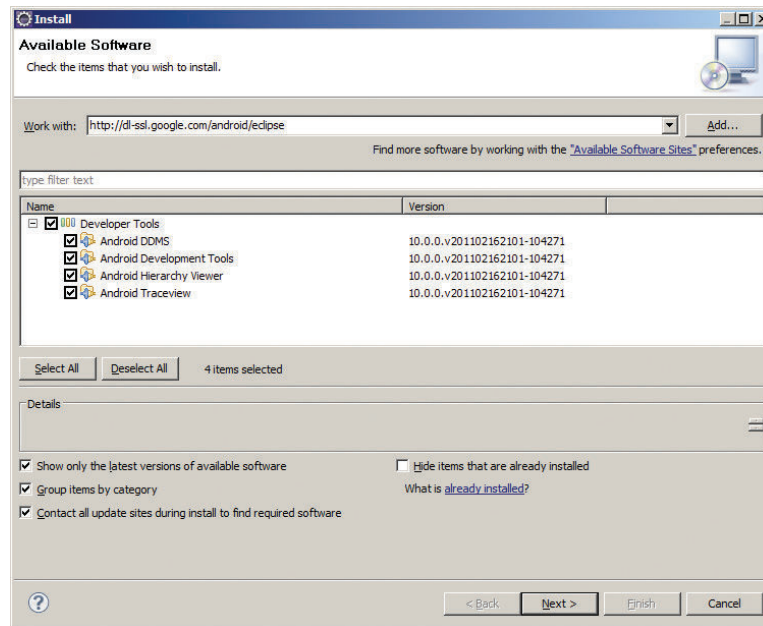 Install
Available Software
Check the items that you wish to install.
Work with: http://dl-ssl.google.com/android/eclipse Add...
Find more software by working with the "Available Software Sites" preferences.
type filter text
Name Version
Developer Tools
Android DDMS 10.0.0.v201102162101-104271
Android Development Tools 10.0.0.v201102162101-104271
Android Hierarchy Viewer 10.0.0.v201102162101-104271
Android Traceview 10.0.0.v201102162101-104271
Select All Deselect All 4 items selected
Details
Show only the latest versions of available software Hide items that are already installed
Group items by category What is already installed?
Contact all update sites during install to find required software
? < Back Next > Finish Cancel